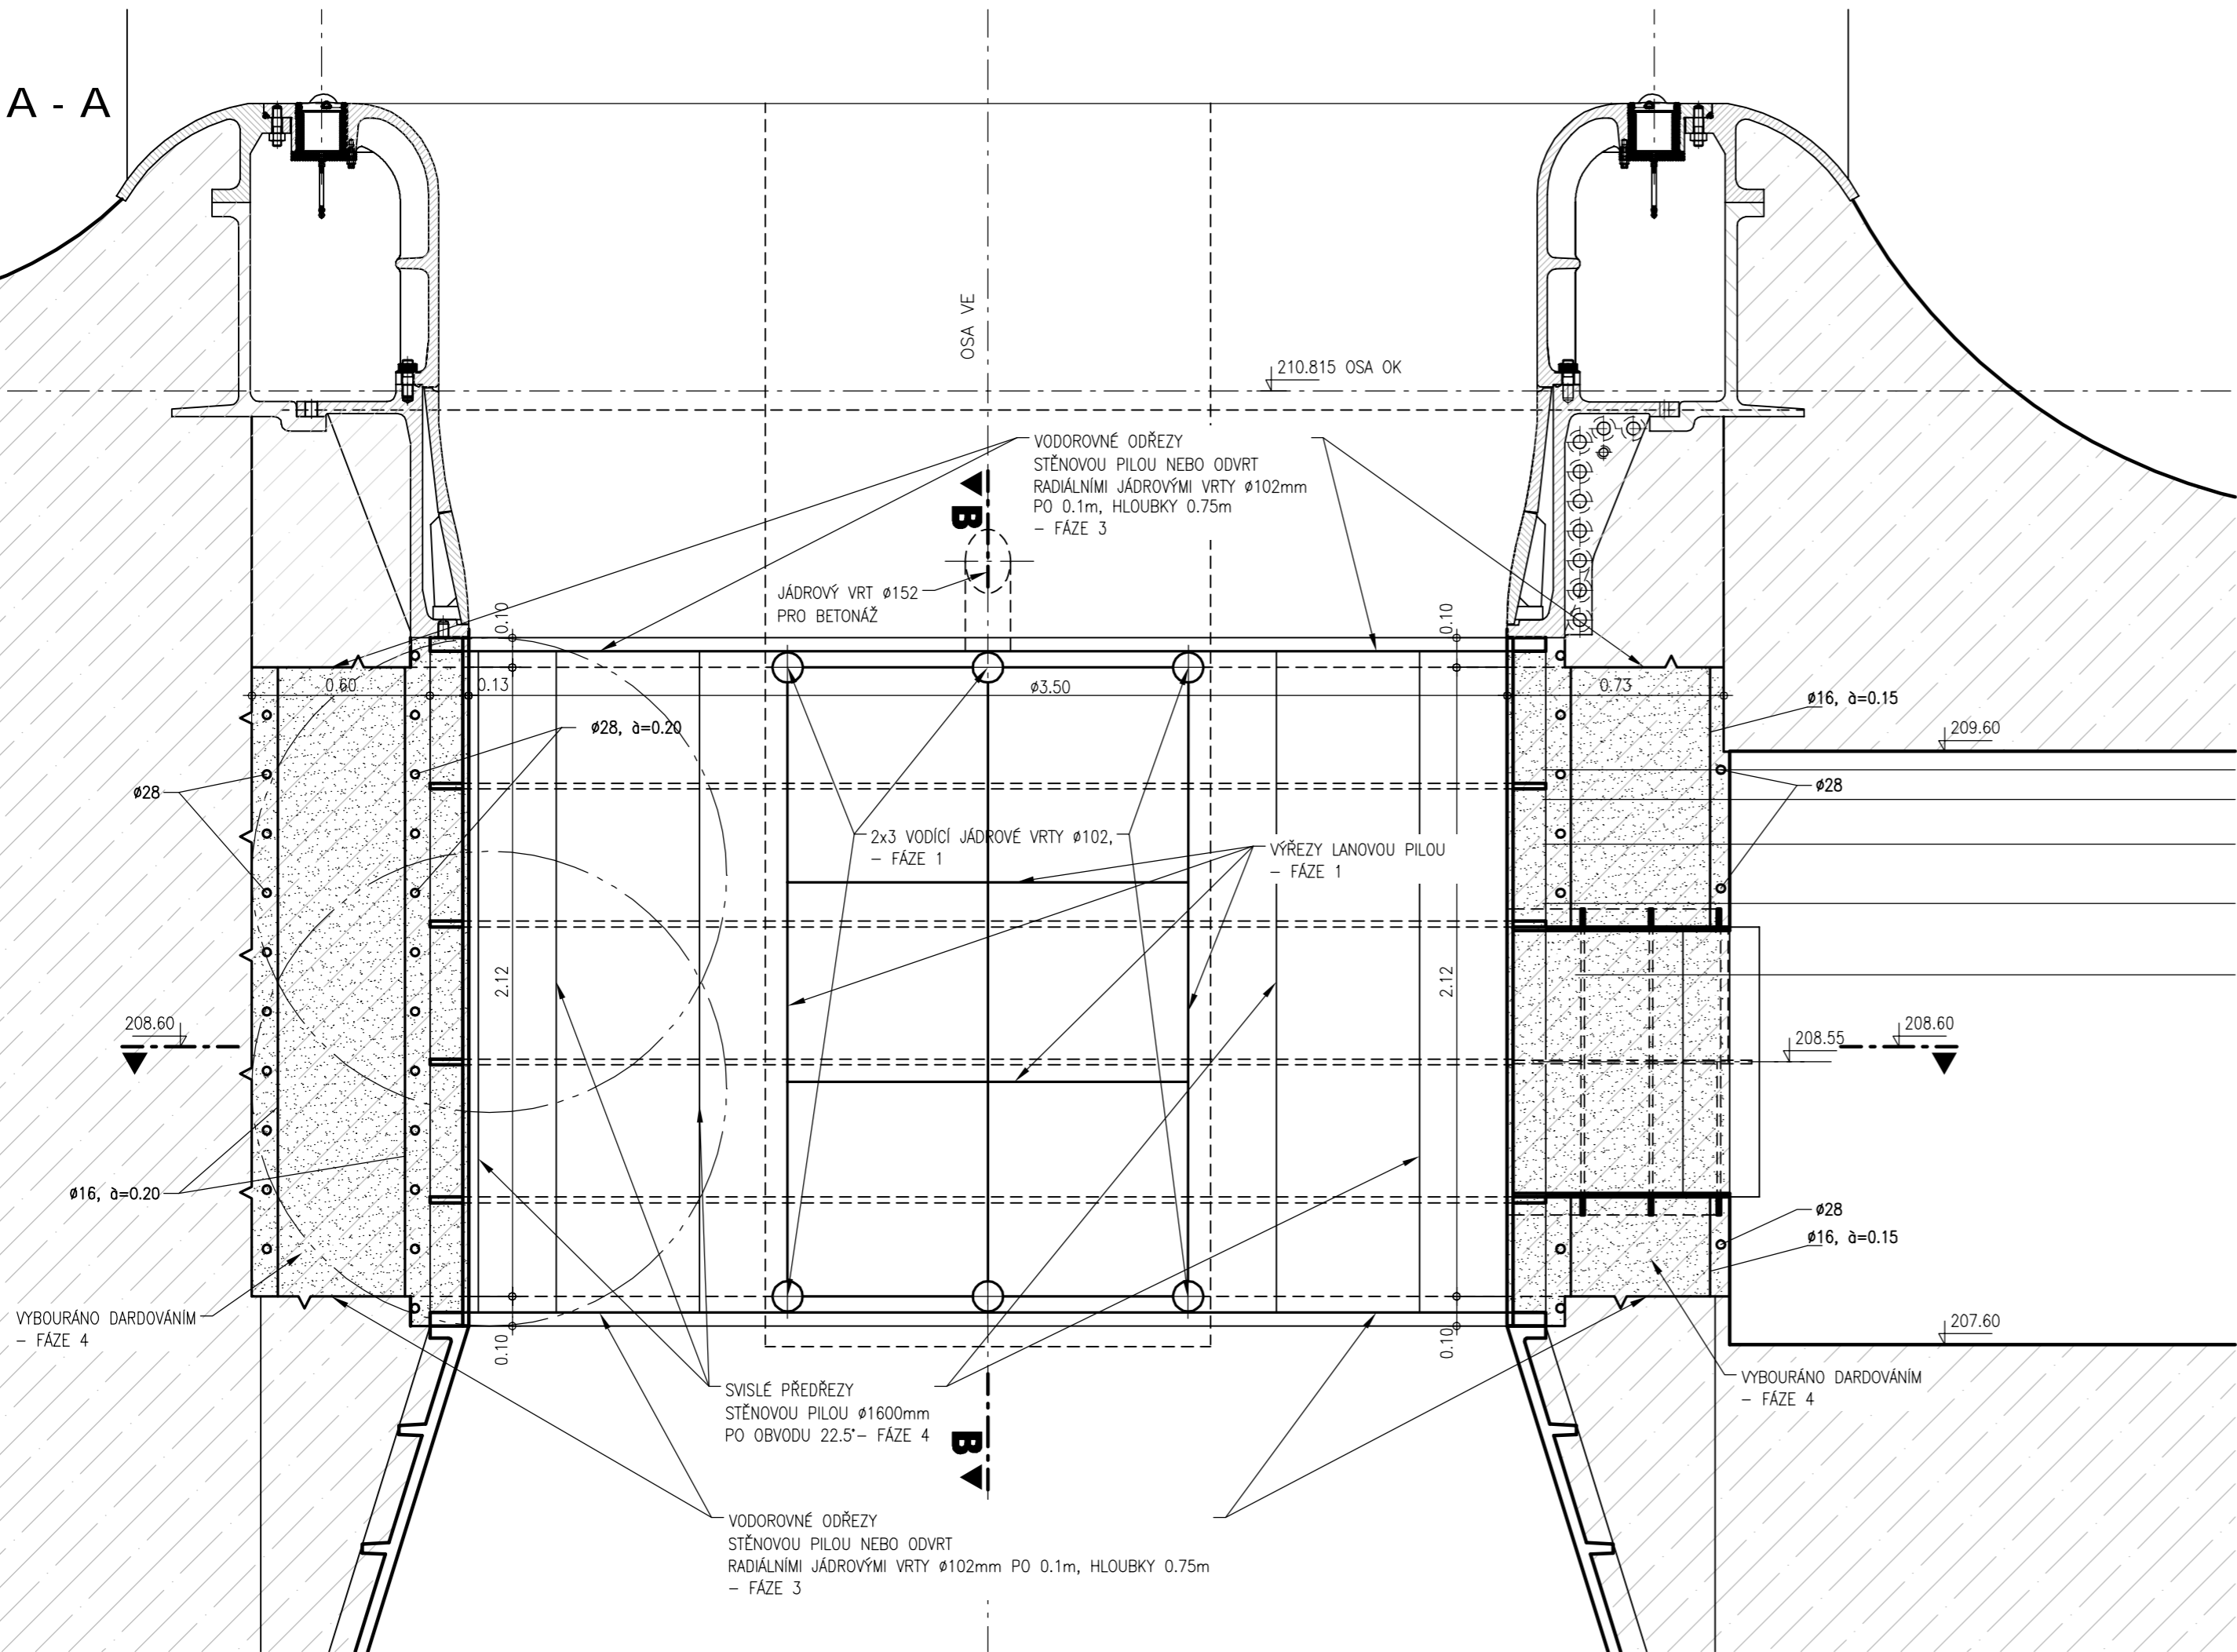 A - A
OSA VE
210.815 OSA OK
VODOROVNÉ ODŘEZY
STĚNOVOU PILOU NEBO ODVRT
RADIÁLNÍMI JÁDROVÝMI VRTY ø102mm
PO 0.1m, HLOUBKY 0.75m
– FÁZE 3
B
JÁDROVÝ VRT ø152
PRO BETONÁŽ
0.10
0.10
0.60
0.13
ø3.50
0.73
ø16, à=0.15
ø28, à=0.20
209.60
ø28
ø28
2x3 VODÍCÍ JÁDROVÉ VRTY ø102,
– FÁZE 1
VÝŘEZY LANOVOU PILOU
– FÁZE 1
2.12
2.12
208.60
208.55
208.60
ø16, à=0.20
ø28
ø16, à=0.15
VYBOURÁNO DARDOVÁNÍM
– FÁZE 4
207.60
0.10
0.10
SVISLÉ PŘEDŘEZY
STĚNOVOU PILOU ø1600mm
PO OBVODU 22.5°– FÁZE 4
VYBOURÁNO DARDOVÁNÍM
– FÁZE 4
B
VODOROVNÉ ODŘEZY
STĚNOVOU PILOU NEBO ODVRT
RADIÁLNÍMI JÁDROVÝMI VRTY ø102mm PO 0.1m, HLOUBKY 0.75m
– FÁZE 3